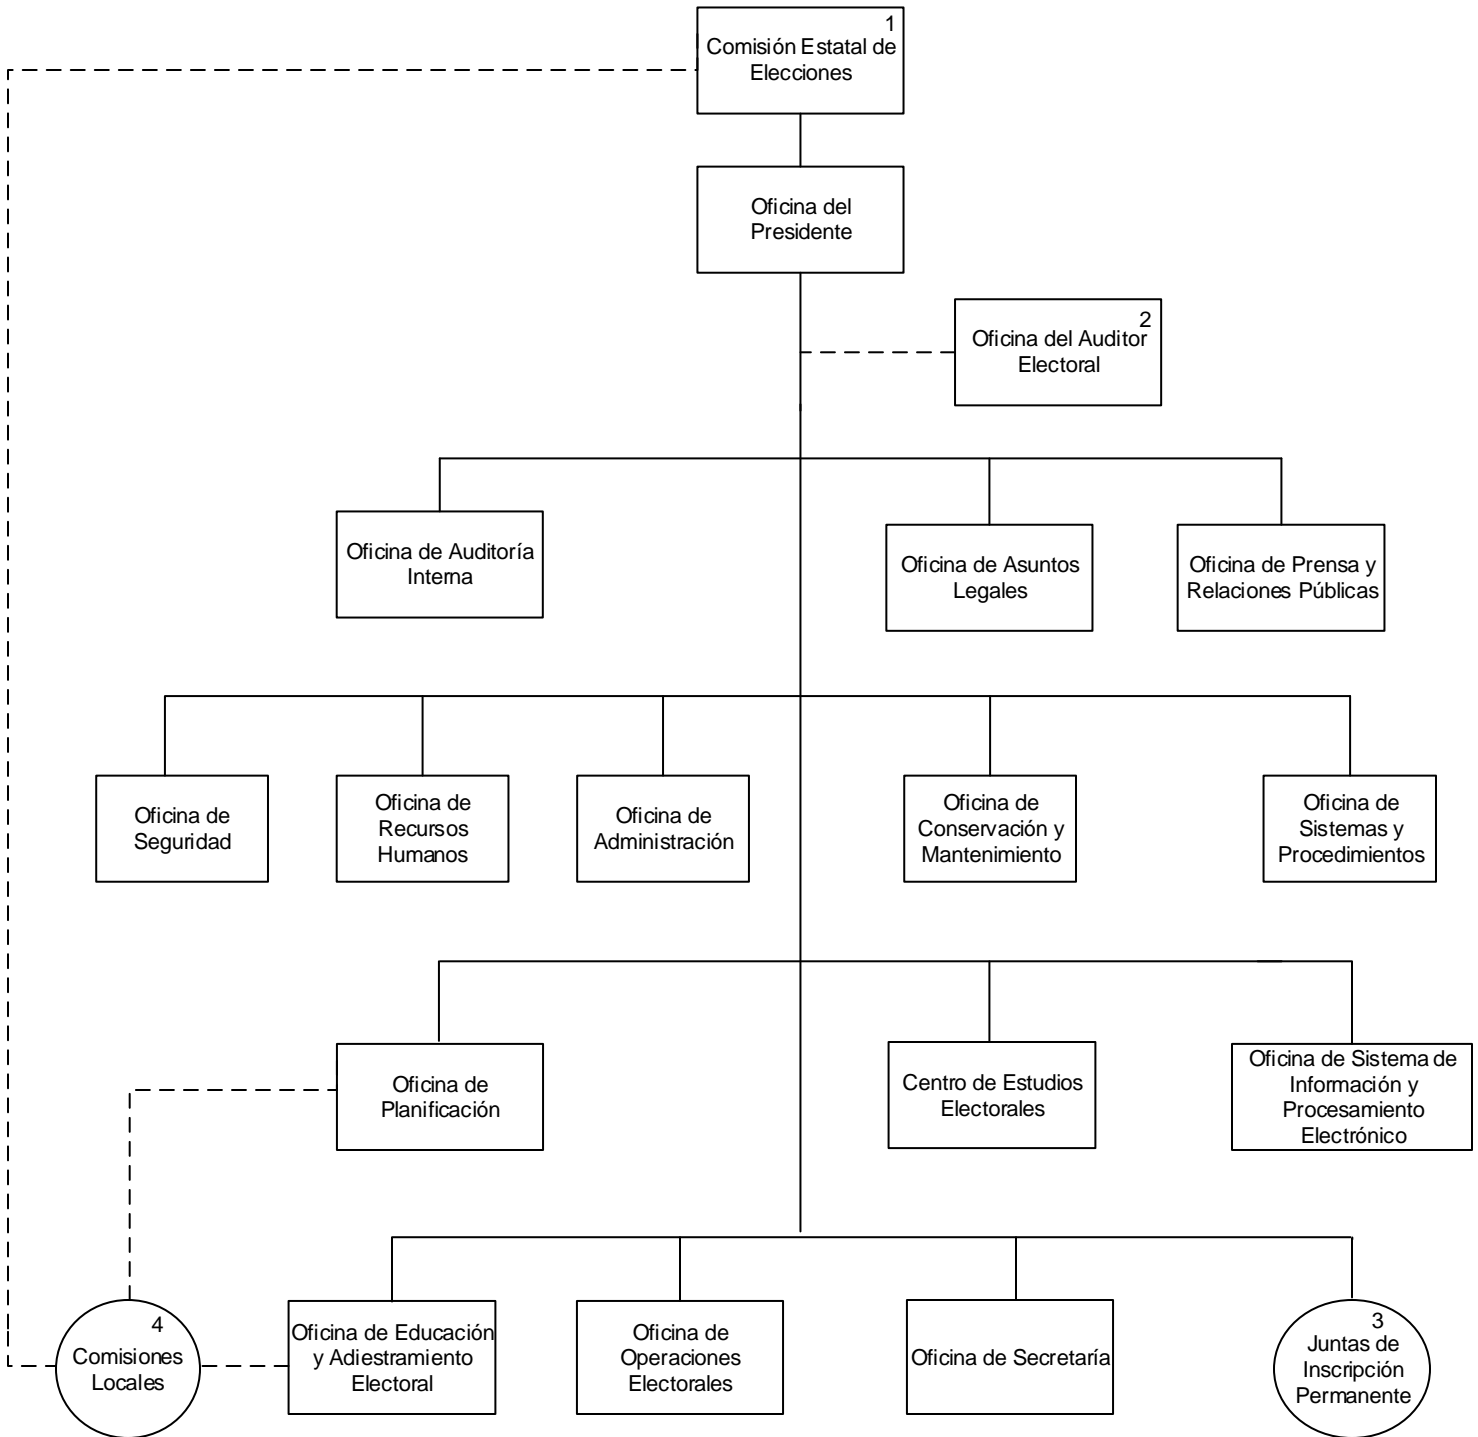 1
Comisión Estatal de
Elecciones
Oficina del
Presidente
2
Oficina del Auditor
Electoral
Oficina de Auditoría
Interna
Oficina de Asuntos
Legales
Oficina de Prensa y
Relaciones Públicas
Oficina de
Seguridad
Oficina de
Recursos
Humanos
Oficina de
Administración
Oficina de
Conservación y
Mantenimiento
Oficina de
Sistemas y
Procedimientos
Oficina de
Planificación
Centro de Estudios
Electorales
Oficina de Sistema de
Información y
Procesamiento
Electrónico
4
Comisiones
Locales
Oficina de Educación
y Adiestramiento
Electoral
Oficina de
Operaciones
Electorales
Oficina de Secretaría
3
Juntas de
Inscripción
Permanente